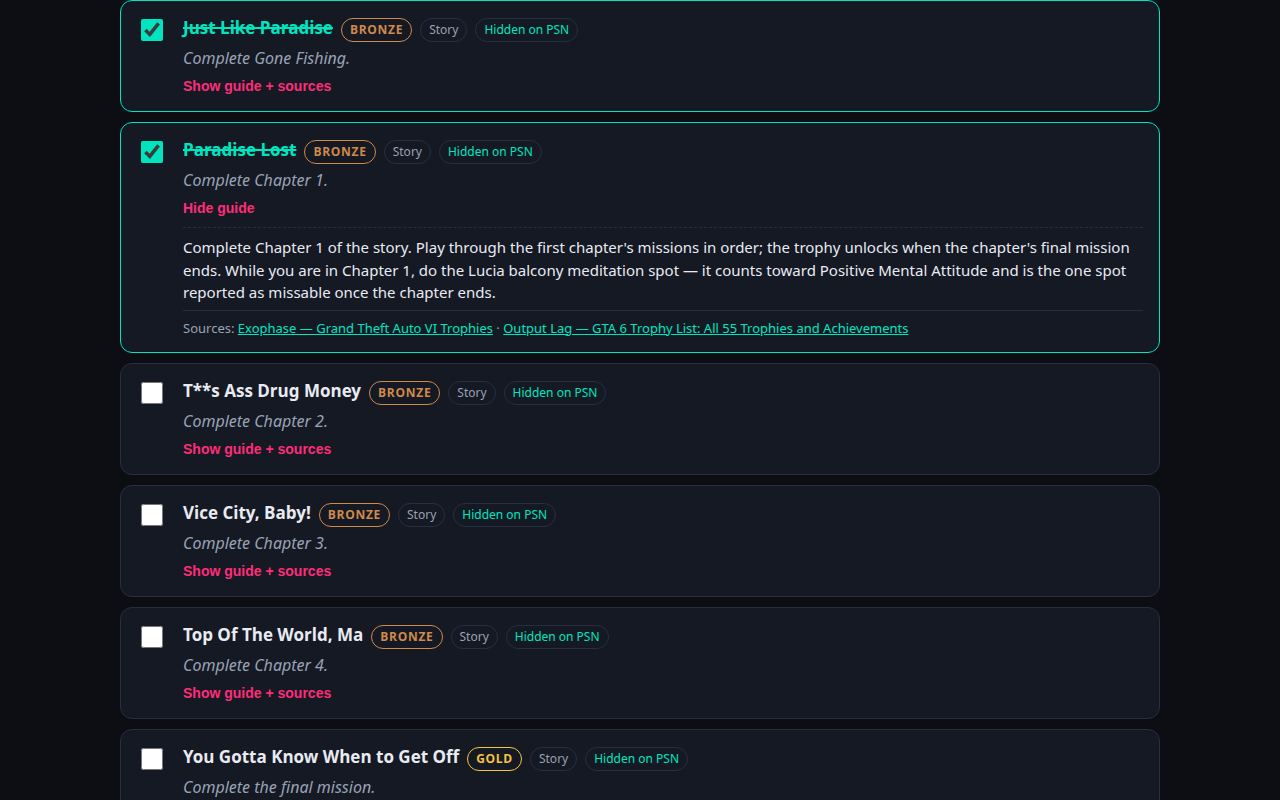 Just Like Paradise BRONZE Story Hidden on PSN
Complete Gone Fishing.
Show guide + sources
Paradise Lost BRONZE Story Hidden on PSN
Complete Chapter 1.
Hide guide
Complete Chapter 1 of the story. Play through the first chapter's missions in order; the trophy unlocks when the chapter's final mission
ends. While you are in Chapter 1, do the Lucia balcony meditation spot — it counts toward Positive Mental Attitude and is the one spot
reported as missable once the chapter ends.
Sources: Exophase — Grand Theft Auto VI Trophies · Output Lag — GTA 6 Trophy List: All 55 Trophies and Achievements
T**s Ass Drug Money BRONZE Story Hidden on PSN
Complete Chapter 2.
Show guide + sources
Vice City, Baby! BRONZE Story Hidden on PSN
Complete Chapter 3.
Show guide + sources
Top Of The World, Ma BRONZE Story Hidden on PSN
Complete Chapter 4.
Show guide + sources
You Gotta Know When to Get Off GOLD Story Hidden on PSN
Complete the final mission.